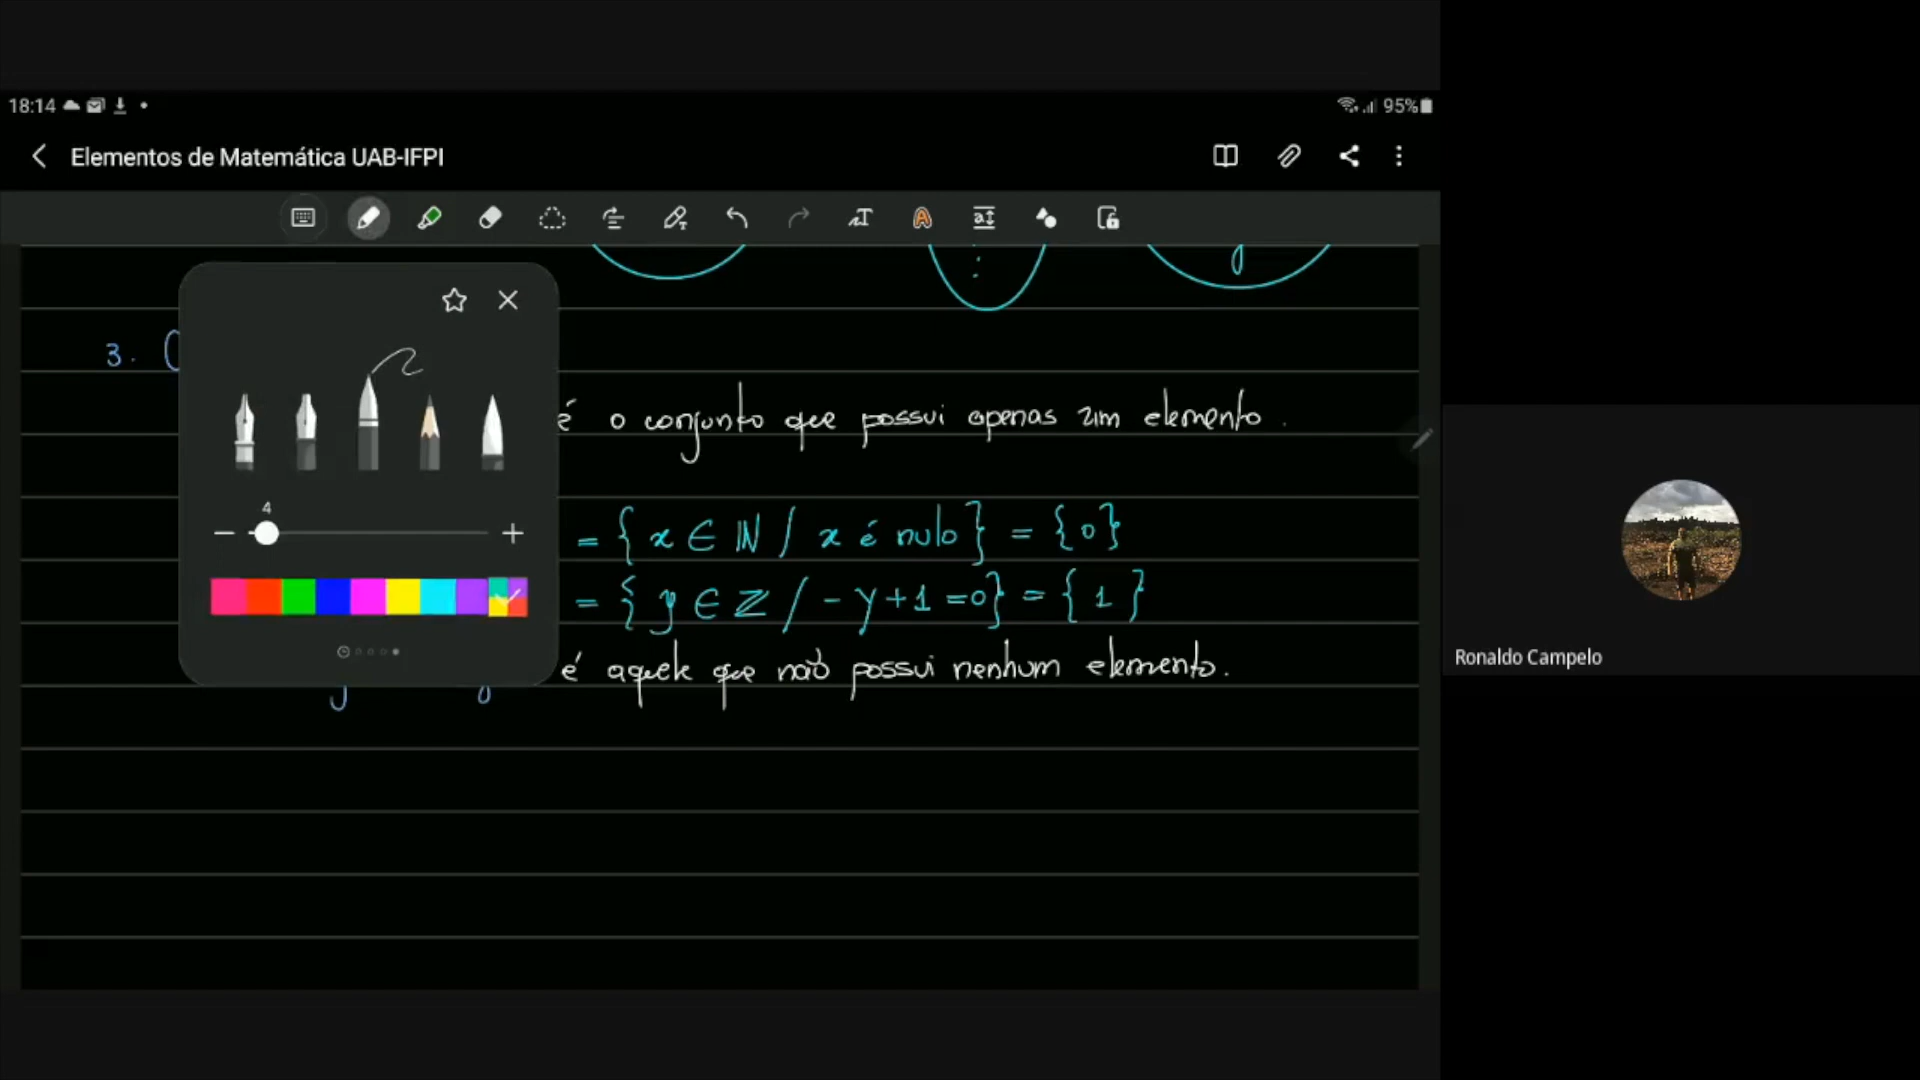 18:14
95%
Elementos de Matemática UAB-IFPI
3.
é o conjunto que possui apenas um elemento.
4
= { x ∈ ℕ / x é nulo } = {0}
= { y ∈ ℤ / -y+1=0} = { 1 }
é aquele que não possui nenhum elemento.
Ronaldo Campelo